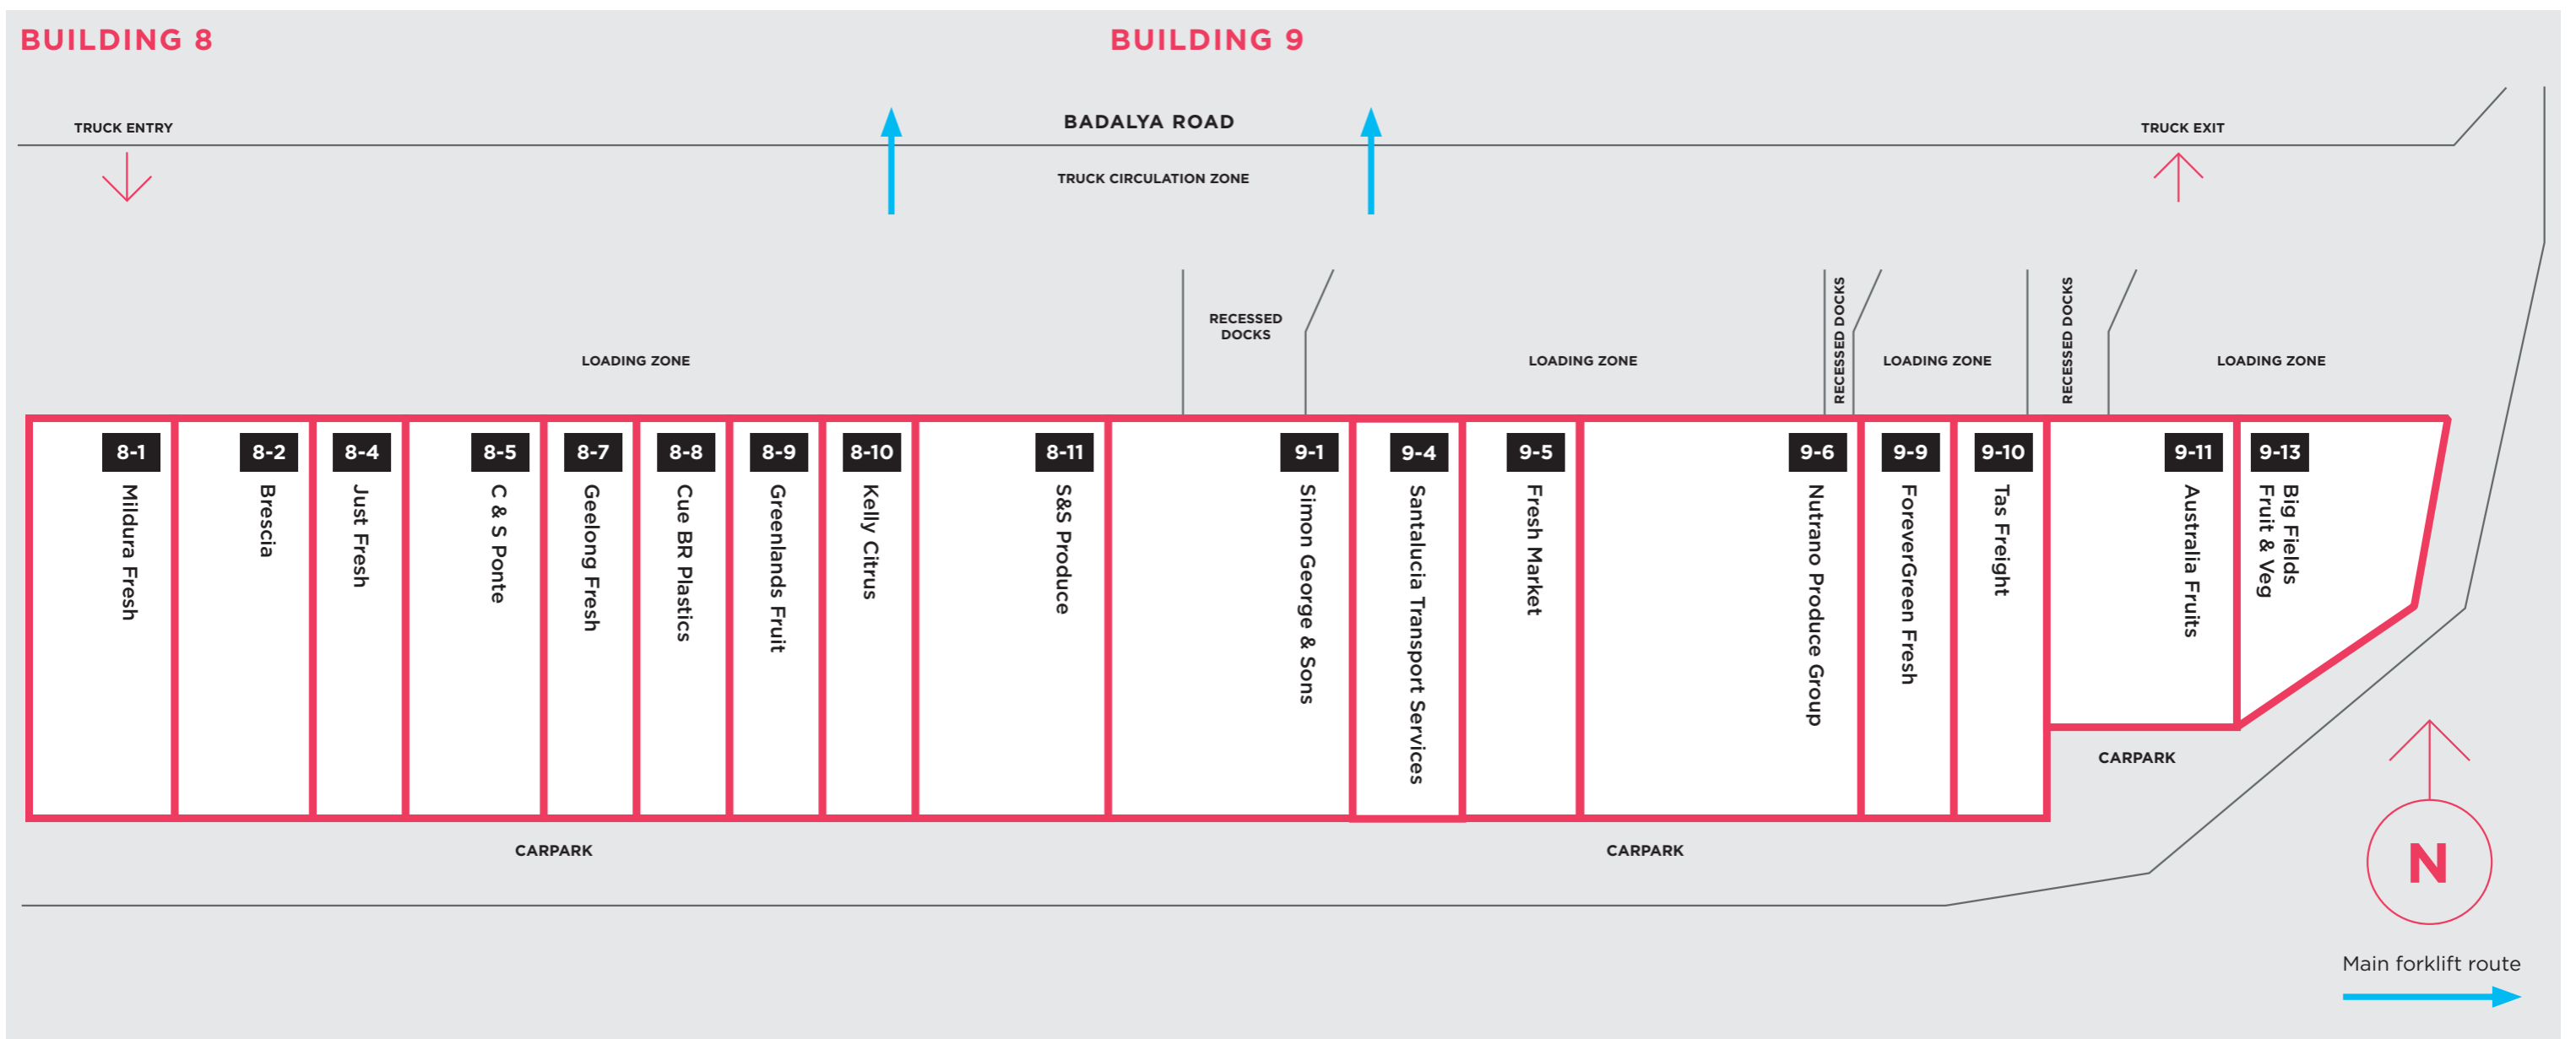 BUILDING 8
BUILDING 9
TRUCK ENTRY
BADALYA ROAD
TRUCK EXIT
TRUCK CIRCULATION ZONE
RECESSED
DOCKS
RECESSED DOCKS
RECESSED DOCKS
LOADING ZONE
LOADING ZONE
LOADING ZONE
LOADING ZONE
8-1
Mildura Fresh
8-2
Brescia
8-4
Just Fresh
8-5
C & S Ponte
8-7
Geelong Fresh
8-8
Cue BR Plastics
8-9
Greenlands Fruit
8-10
Kelly Citrus
8-11
S&S Produce
9-1
Simon George & Sons
9-4
Santalucia Transport Services
9-5
Fresh Market
9-6
Nutrano Produce Group
9-9
ForeverGreen Fresh
9-10
Tas Freight
9-11
Australia Fruits
9-13
Big Fields
Fruit & Veg
CARPARK
CARPARK
CARPARK
N
Main forklift route